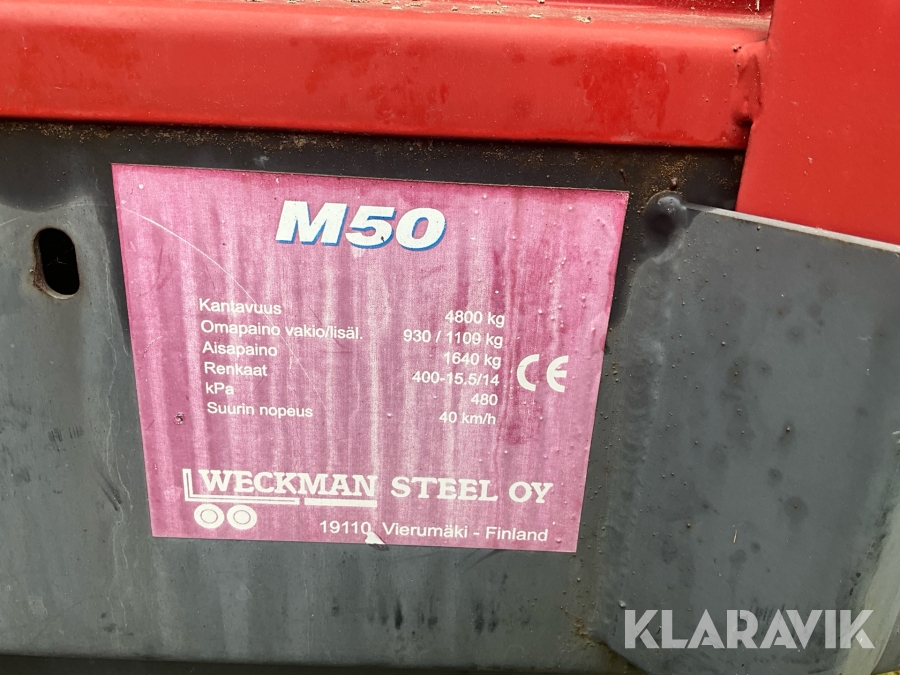 M50
Kantavuus 4800 kg
Omapaino vakio/lisäl. 930 / 1100 kg
Aisapaino 1640 kg
Renkaat 400-15.5/14
kPa 480
Suurin nopeus 40 km/h
CE
WECKMAN STEEL OY
19110 Vierumäki - Finland
KLARAVIK